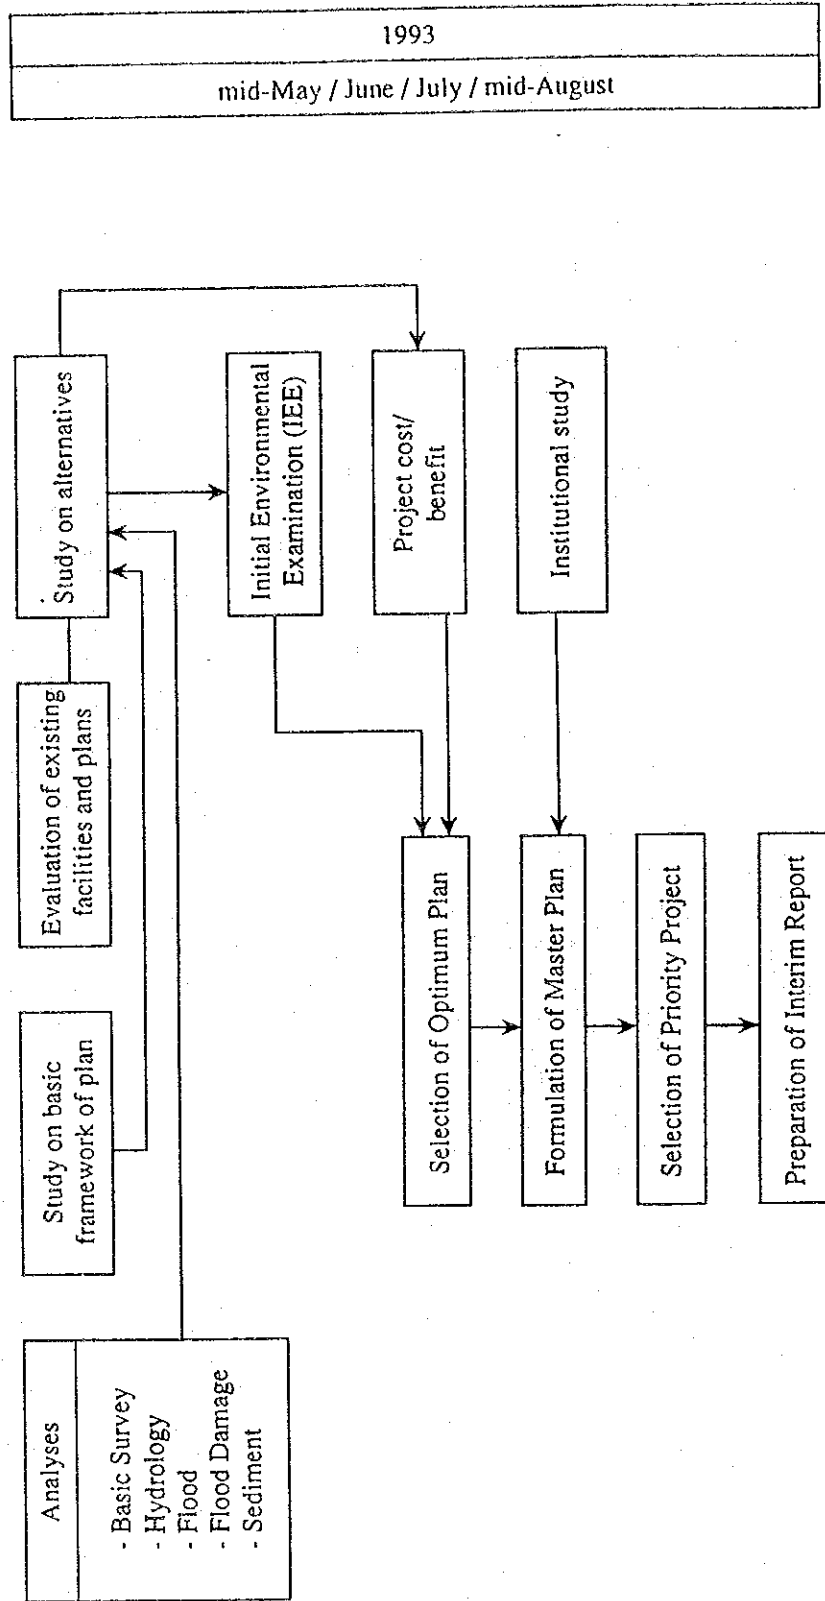 1993
mid-May / June / July / mid-August
Analyses
- Basic Survey
- Hydrology
- Flood
- Flood Damage
- Sediment
Study on basic
framework of plan
Evaluation of existing
facilities and plans
Study on alternatives
Initial Environmental
Examination (IEE)
Project cost/
benefit
Institutional study
Selection of Optimum Plan
Formulation of Master Plan
Selection of Priority Project
Preparation of Interim Report